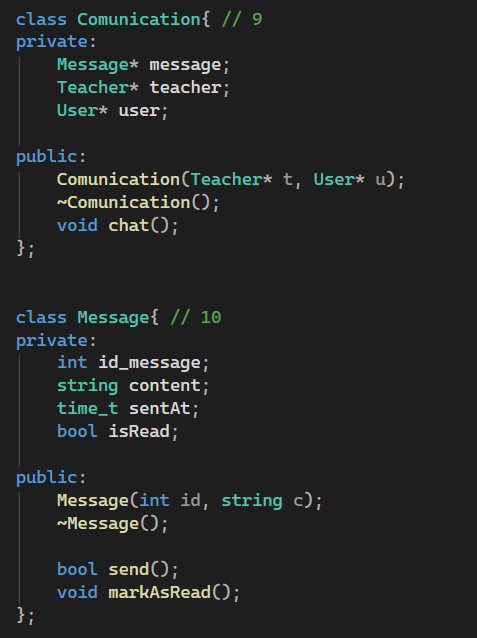 class Comunication{ // 9
private:
    Message* message;
    Teacher* teacher;
    User* user;

public:
    Comunication(Teacher* t, User* u);
    ~Comunication();
    void chat();
};


class Message{ // 10
private:
    int id_message;
    string content;
    time_t sentAt;
    bool isRead;

public:
    Message(int id, string c);
    ~Message();

    bool send();
    void markAsRead();
};